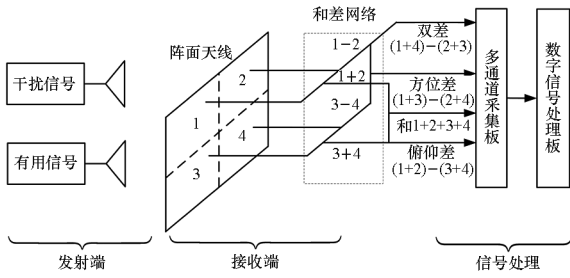 干扰信号
有用信号
发射端
阵面天线
1
2
3
4
接收端
和差网络
1−2
1+2
3−4
3+4
双差
(1+4)−(2+3)
方位差
(1+3)−(2+4)
和1+2+3+4
俯仰差
(1+2)−(3+4)
多通道采集板
数字信号处理板
信号处理